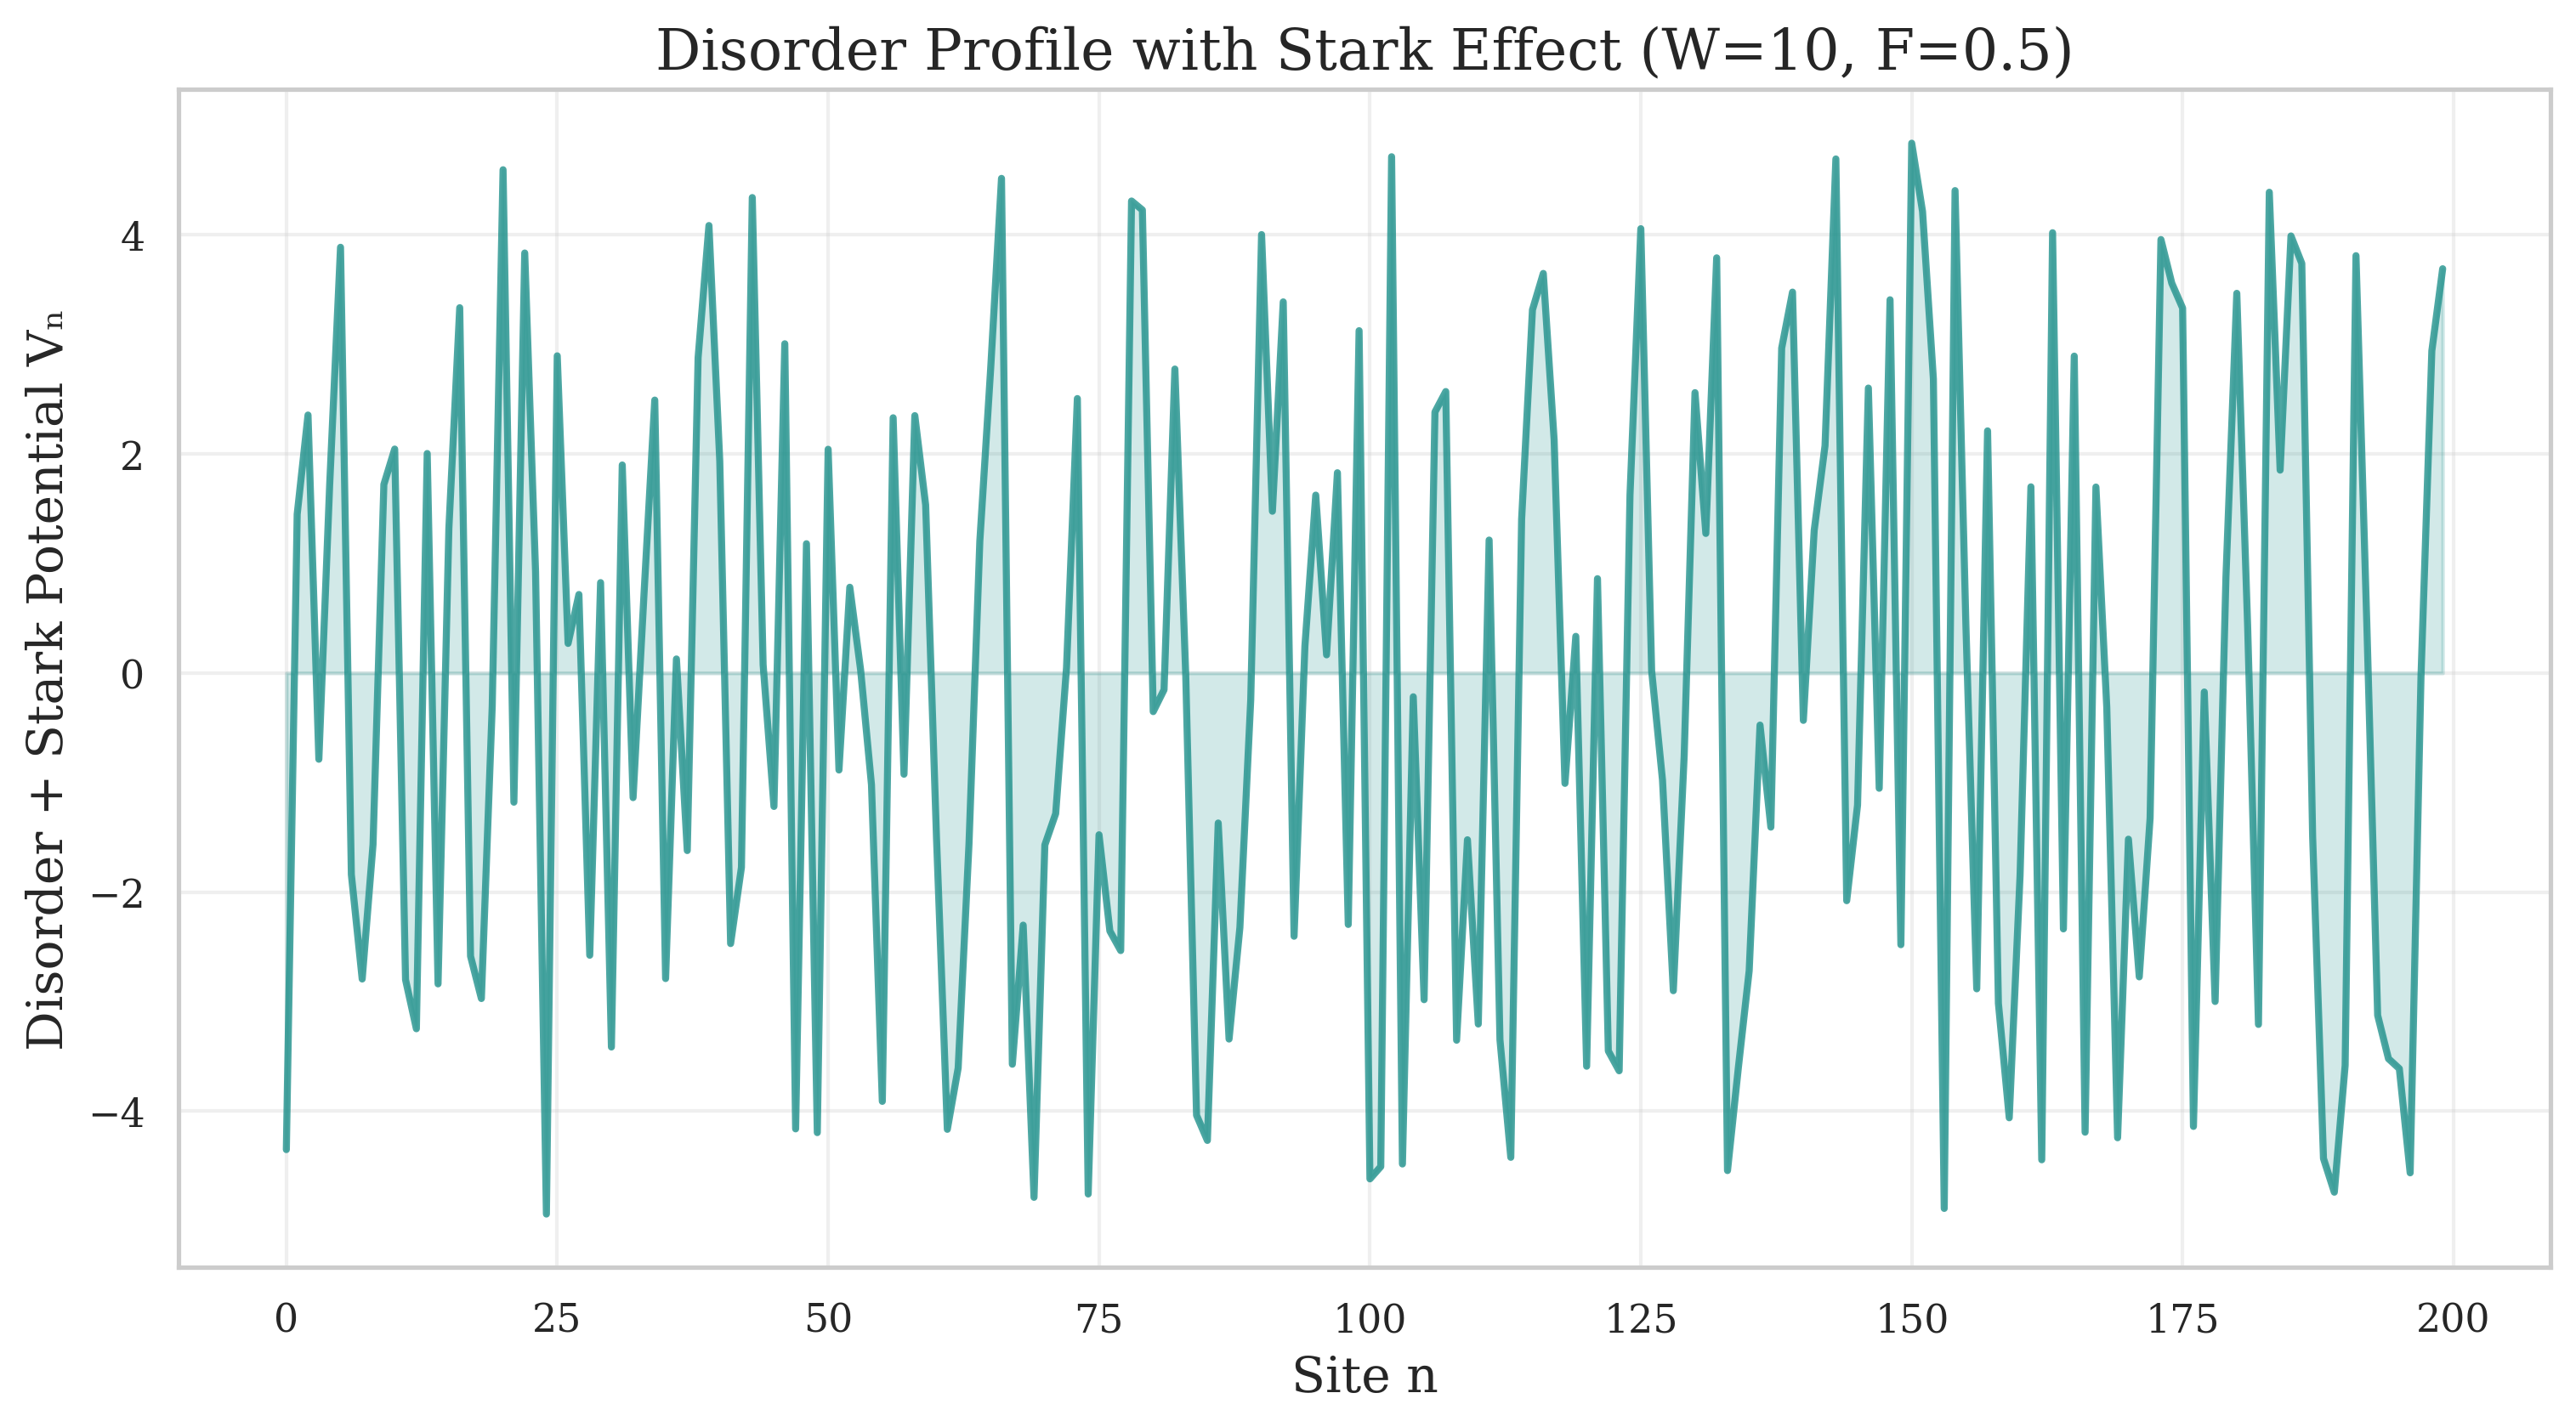 Disorder Profile with Stark Effect (W=10, F=0.5)
Disorder + Stark Potential Vₙ
4
2
0
−2
−4
0 25 50 75 100 125 150 175 200
Site n